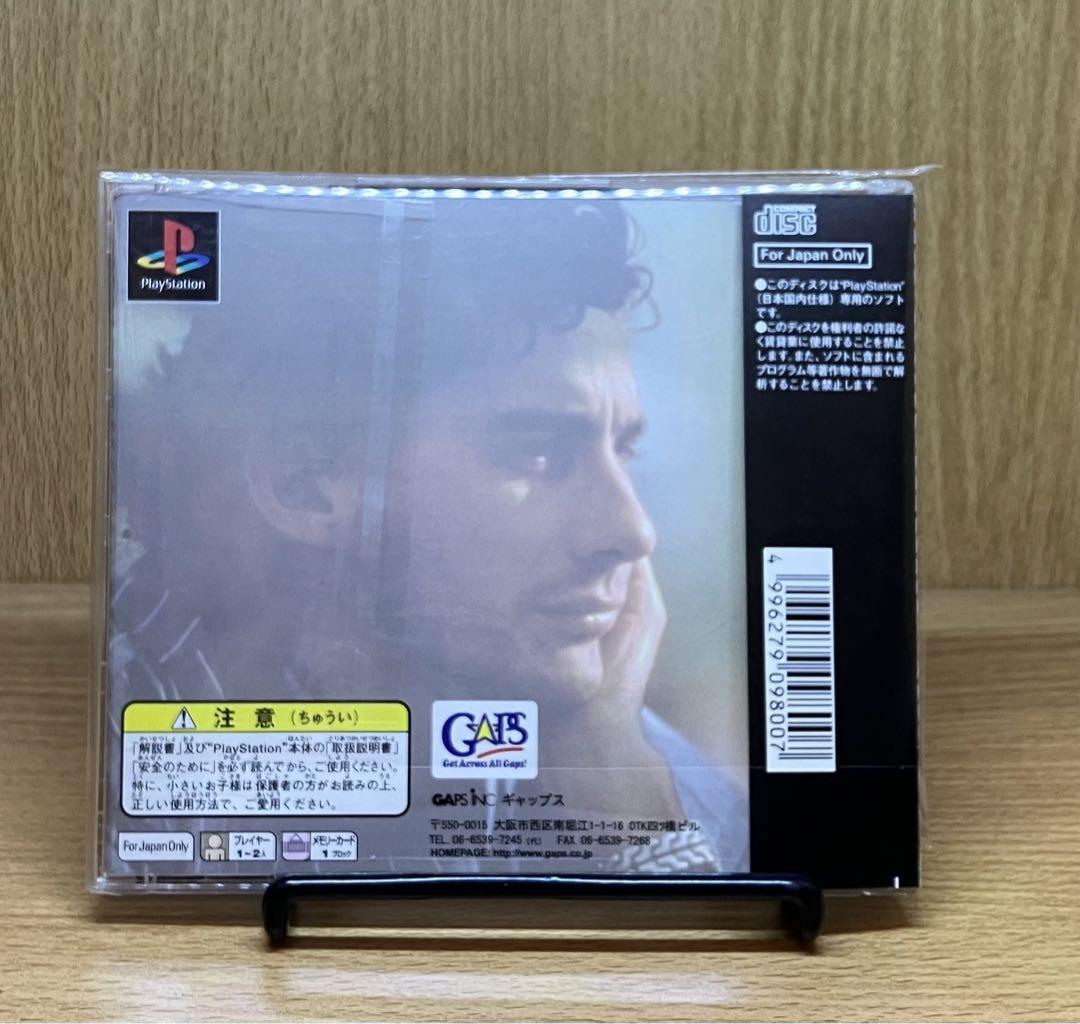 PlayStation
COMPACT
disc
For Japan Only
●このディスクは"PlayStation"
(日本国内仕様)専用のソフト
です。
●このディスクを権利者の許諾な
く賃貸業に使用することを禁止
します。また、ソフトに含まれる
プログラム等著作物を無断で解
析することを禁止します。
4 996279 098007
注意(ちゅうい)
「解説書」及び"PlayStation"本体の「取扱説明書」
「安全のために」を必ず読んでから、ご使用ください。
特に、小さいお子様は保護者の方がお読みの上、
正しい使用方法で、ご愛用ください。
For Japan Only
プレイヤー
1~2人
メモリーカード
1ブロック
GAPS
Get Across All Gaps!
GAPS INC. ギャップス
〒550-0015 大阪市西区南堀江1-1-16 DTK四ツ橋ビル
TEL. 06-6539-7245 (代) FAX. 06-6539-7268
HOMEPAGE: http://www.gaps.co.jp